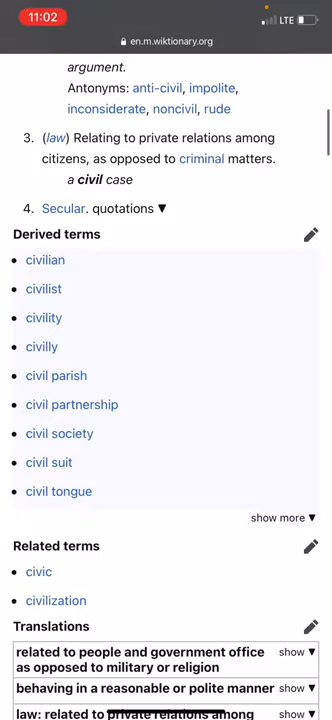 11:02
LTE
en.m.wiktionary.org
argument.
Antonyms: anti-civil, impolite,
inconsiderate, noncivil, rude
3. (law) Relating to private relations among
citizens, as opposed to criminal matters.
a civil case
4. Secular. quotations ▼
Derived terms
• civilian
• civilist
• civility
• civilly
• civil parish
• civil partnership
• civil society
• civil suit
• civil tongue
show more ▼
Related terms
• civic
• civilization
Translations
related to people and government office show ▼
as opposed to military or religion
behaving in a reasonable or polite manner show ▼
law: related to private relations among show ▼